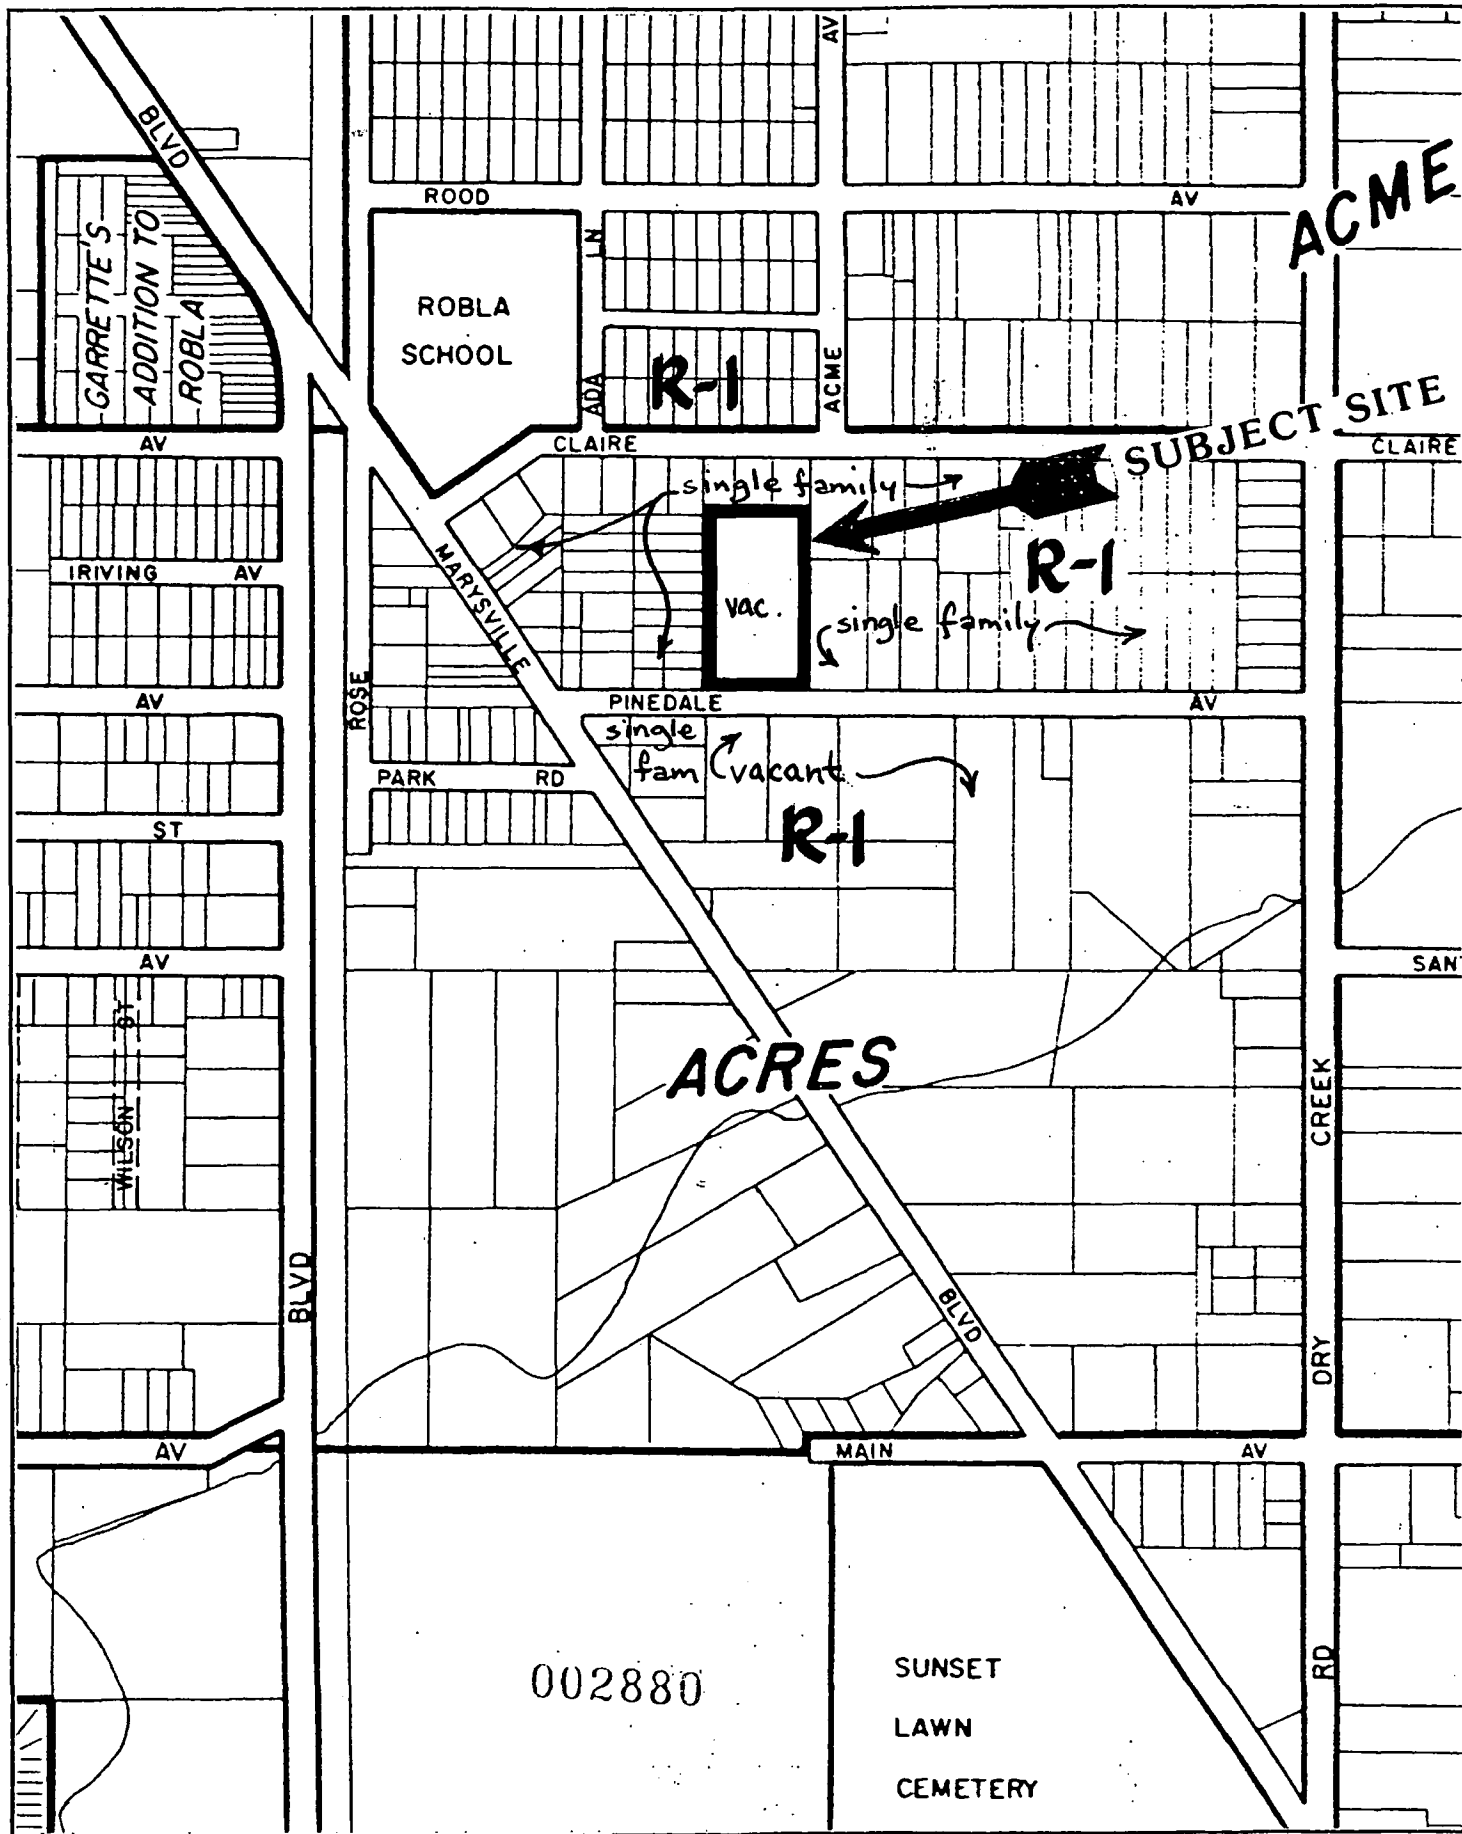 AV
BLVD
ROOD
AV
ACME
GARRETTE'S
ADDITION TO
ROBLA
LN
ROBLA
SCHOOL
ADA
R-1
ACME
SUBJECT SITE
AV
CLAIRE
CLAIRE
single family
R-1
IRIVING AV
MARYSVILLE
vac.
single family
ROSE
AV
PINEDALE
AV
single
fam
vacant
PARK RD
R-1
ST
AV
SAN
WILSON ST
ACRES
CREEK
BLVD
BLVD
DRY
AV
MAIN
AV
002880
SUNSET
LAWN
CEMETERY
RD